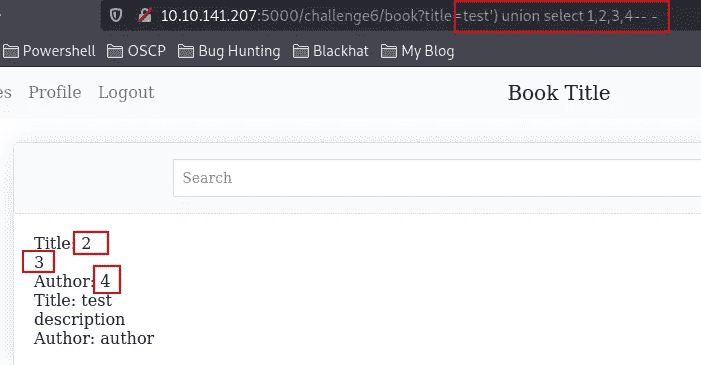 10.10.141.207:5000/challenge6/book?title=test') union select 1,2,3,4-- -
Powershell OSCP Bug Hunting Blackhat My Blog
es Profile Logout Book Title
Search
Title: 2
3
Author: 4
Title: test
description
Author: author